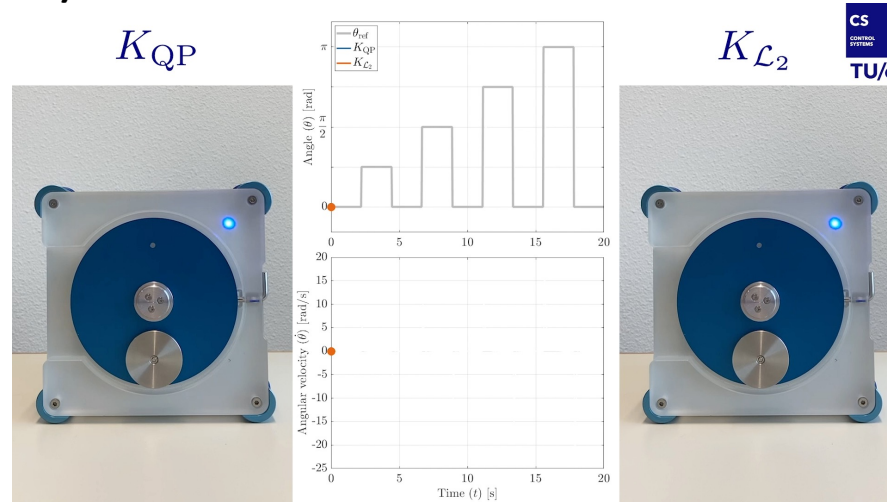 K_QP
K_ℒ₂
CS
CONTROL
SYSTEMS
TU/e
θ_ref
K_QP
K_ℒ₂
Angle (θ) [rad]
π
π/2
0
0 5 10 15 20
Angular velocity (θ̇) [rad/s]
20
15
10
5
0
-5
-10
-15
-20
-25
0 5 10 15 20
Time (t) [s]